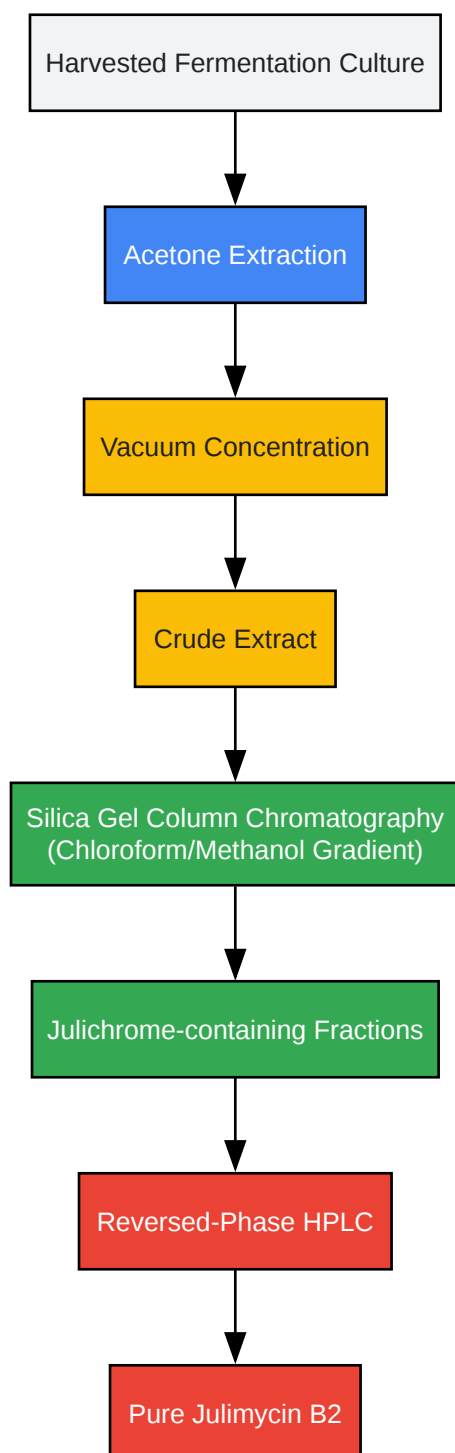 Harvested Fermentation Culture
Acetone Extraction
Vacuum Concentration
Crude Extract
Silica Gel Column Chromatography
(Chloroform/Methanol Gradient)
Julichrome-containing Fractions
Reversed-Phase HPLC
Pure Julimycin B2